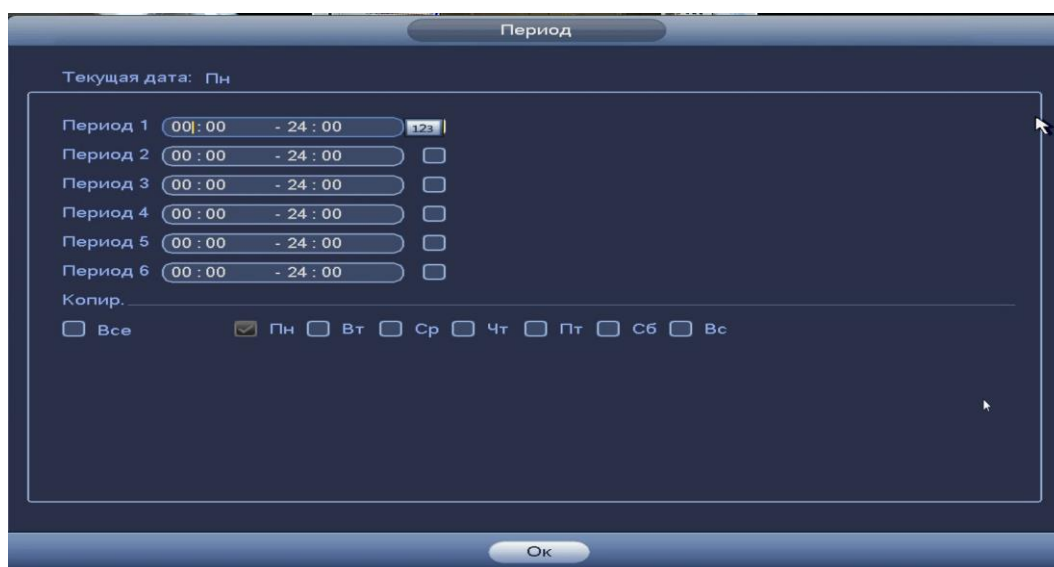 Период
Текущая дата: Пн
Период 1 00:00 - 24:00 123
Период 2 00:00 - 24:00
Период 3 00:00 - 24:00
Период 4 00:00 - 24:00
Период 5 00:00 - 24:00
Период 6 00:00 - 24:00
Копир.
Все Пн Вт Ср Чт Пт Сб Вс
Ок